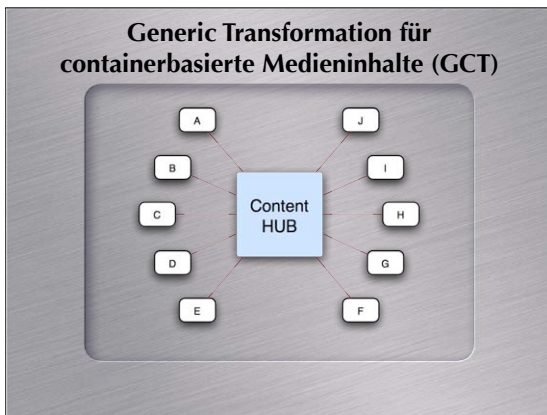 Generic Transformation für
containerbasierte Medieninhalte (GCT)
A
J
B
I
Content
HUB
C
H
D
G
E
F